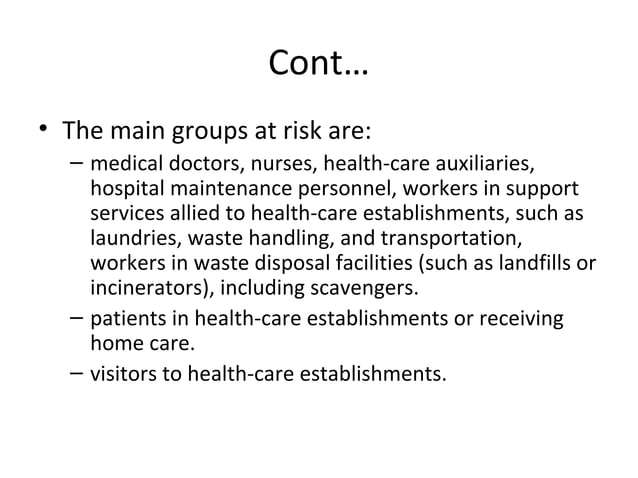 Cont…
• The main groups at risk are:
– medical doctors, nurses, health-care auxiliaries,
hospital maintenance personnel, workers in support
services allied to health-care establishments, such as
laundries, waste handling, and transportation,
workers in waste disposal facilities (such as landfills or
incinerators), including scavengers.
– patients in health-care establishments or receiving
home care.
– visitors to health-care establishments.